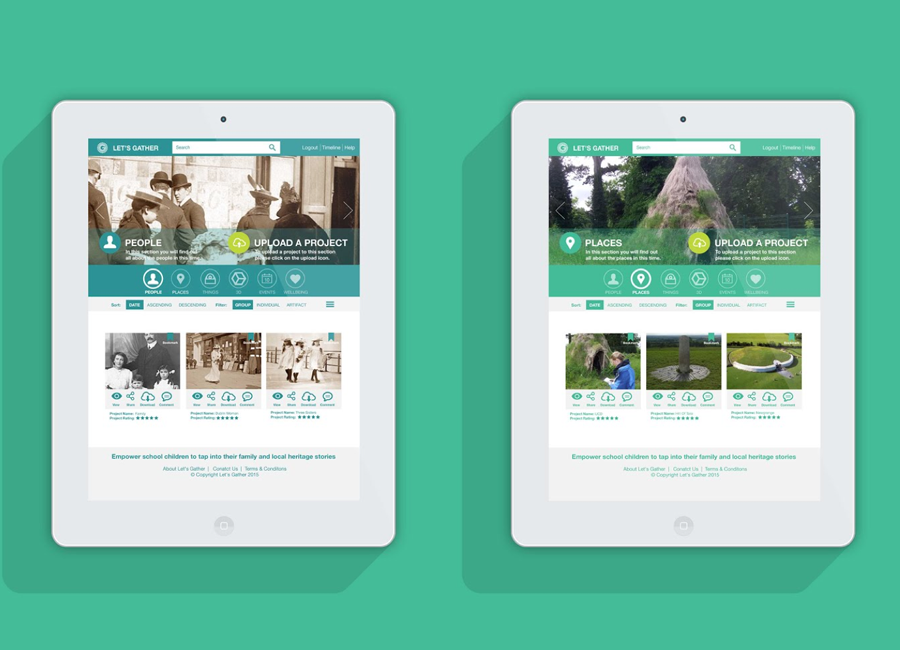 LET'S GATHER
Search
Logout | Timeline | Help
PEOPLE
In this section you will find out
all about the people in this time.
UPLOAD A PROJECT
To upload a project to this section
please click on the upload icon.
PEOPLE PLACES THINGS 3D EVENTS WELLBEING
Sort: DATE ASCENDING DESCENDING Filter: GROUP INDIVIDUAL ARTIFACT
Bookmark
View Share Download Comment
Project Name: Family
Project Rating:
View Share Download Comment
Project Name:
Project Rating:
View Share Download Comment
Project Name:
Project Rating:
Empower school children to tap into their family and local heritage stories
About Let's Gather | Conatct Us | Terms & Conditions
© Copyright Let's Gather 2015
LET'S GATHER
Search
Logout | Timeline | Help
PLACES
In this section you will find out
all about the places in this time.
UPLOAD A PROJECT
To upload a project to this section
please click on the upload icon.
PEOPLE PLACES THINGS 3D EVENTS WELLBEING
Sort: DATE ASCENDING DESCENDING Filter: GROUP INDIVIDUAL ARTIFACT
Bookmark
Bookmark
Bookmark
View Share Download Comment
Project Name:
Project Rating:
View Share Download Comment
Project Name: Hill Of Tara
Project Rating:
View Share Download Comment
Project Name: Newgrange
Project Rating:
Empower school children to tap into their family and local heritage stories
About Let's Gather | Conatct Us | Terms & Conditions
© Copyright Let's Gather 2015